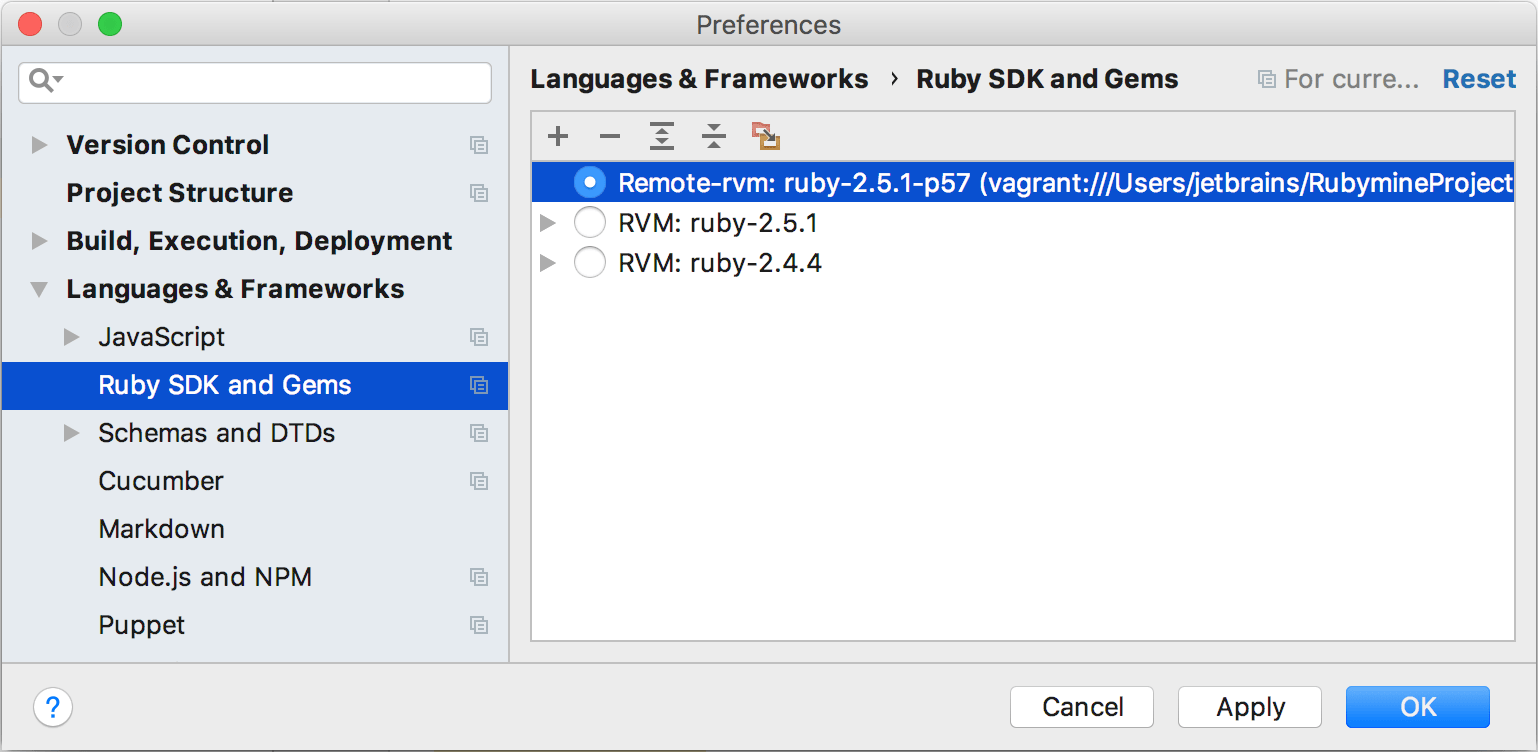 Preferences
Languages & Frameworks › Ruby SDK and Gems
For curre...
Reset
Version Control
Project Structure
Build, Execution, Deployment
Languages & Frameworks
JavaScript
Ruby SDK and Gems
Schemas and DTDs
Cucumber
Markdown
Node.js and NPM
Puppet
Remote-rvm: ruby-2.5.1-p57 (vagrant:///Users/jetbrains/RubymineProject
RVM: ruby-2.5.1
RVM: ruby-2.4.4
?
Cancel
Apply
OK